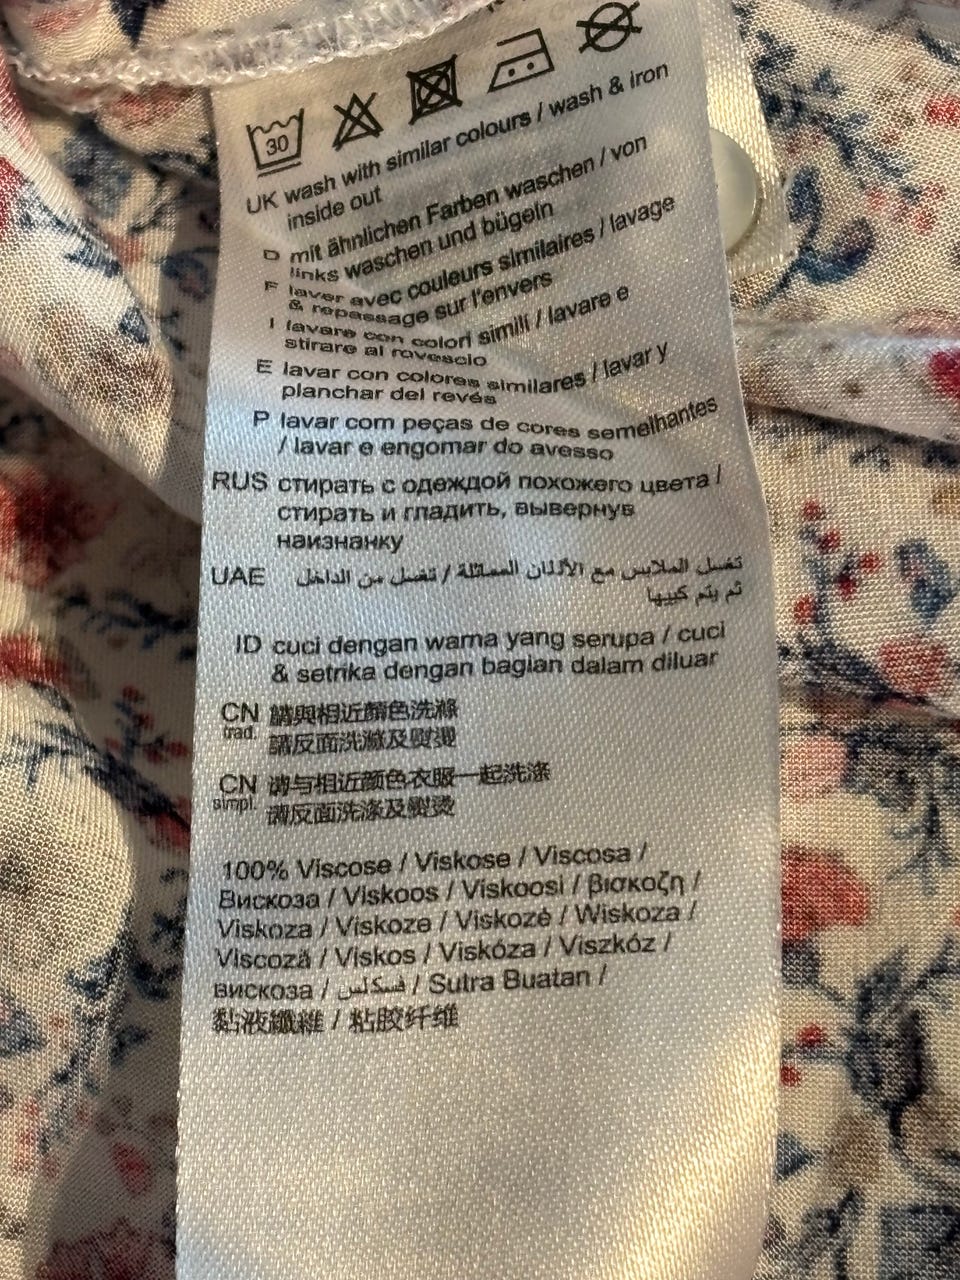 30
UK wash with similar colours / wash & iron
inside out
D mit ähnlichen Farben waschen / von
links waschen und bügeln
F laver avec couleurs similaires / lavage
& repassage sur l'envers
I lavare con colori simili / lavare e
stirare al rovescio
E lavar con colores similares / lavar y
planchar del revés
P lavar com peças de cores semelhantes
/ lavar e engomar do avesso
RUS стирать с одеждой похожего цвета /
стирать и гладить, вывернув
наизнанку
UAE تغسل الملابس مع الألوان المماثلة / تغسل من الداخل
ثم يتم كييها
ID cuci dengan warna yang serupa / cuci
& setrika dengan bagian dalam diluar
CN trad. 請與相近顏色洗滌
請反面洗滌及熨燙
CN simpl. 请与相近颜色衣服一起洗涤
请反面洗涤及熨烫
100% Viscose / Viskose / Viscosa /
Вискоза / Viskoos / Viskoosi / βισκοζη /
Viskoza / Viskoze / Viskozė / Wiskoza /
Viscoză / Viskos / Viskóza / Viszkóz /
вискоза / فسكلس / Sutra Buatan /
黏液纖維 / 粘胶纤维